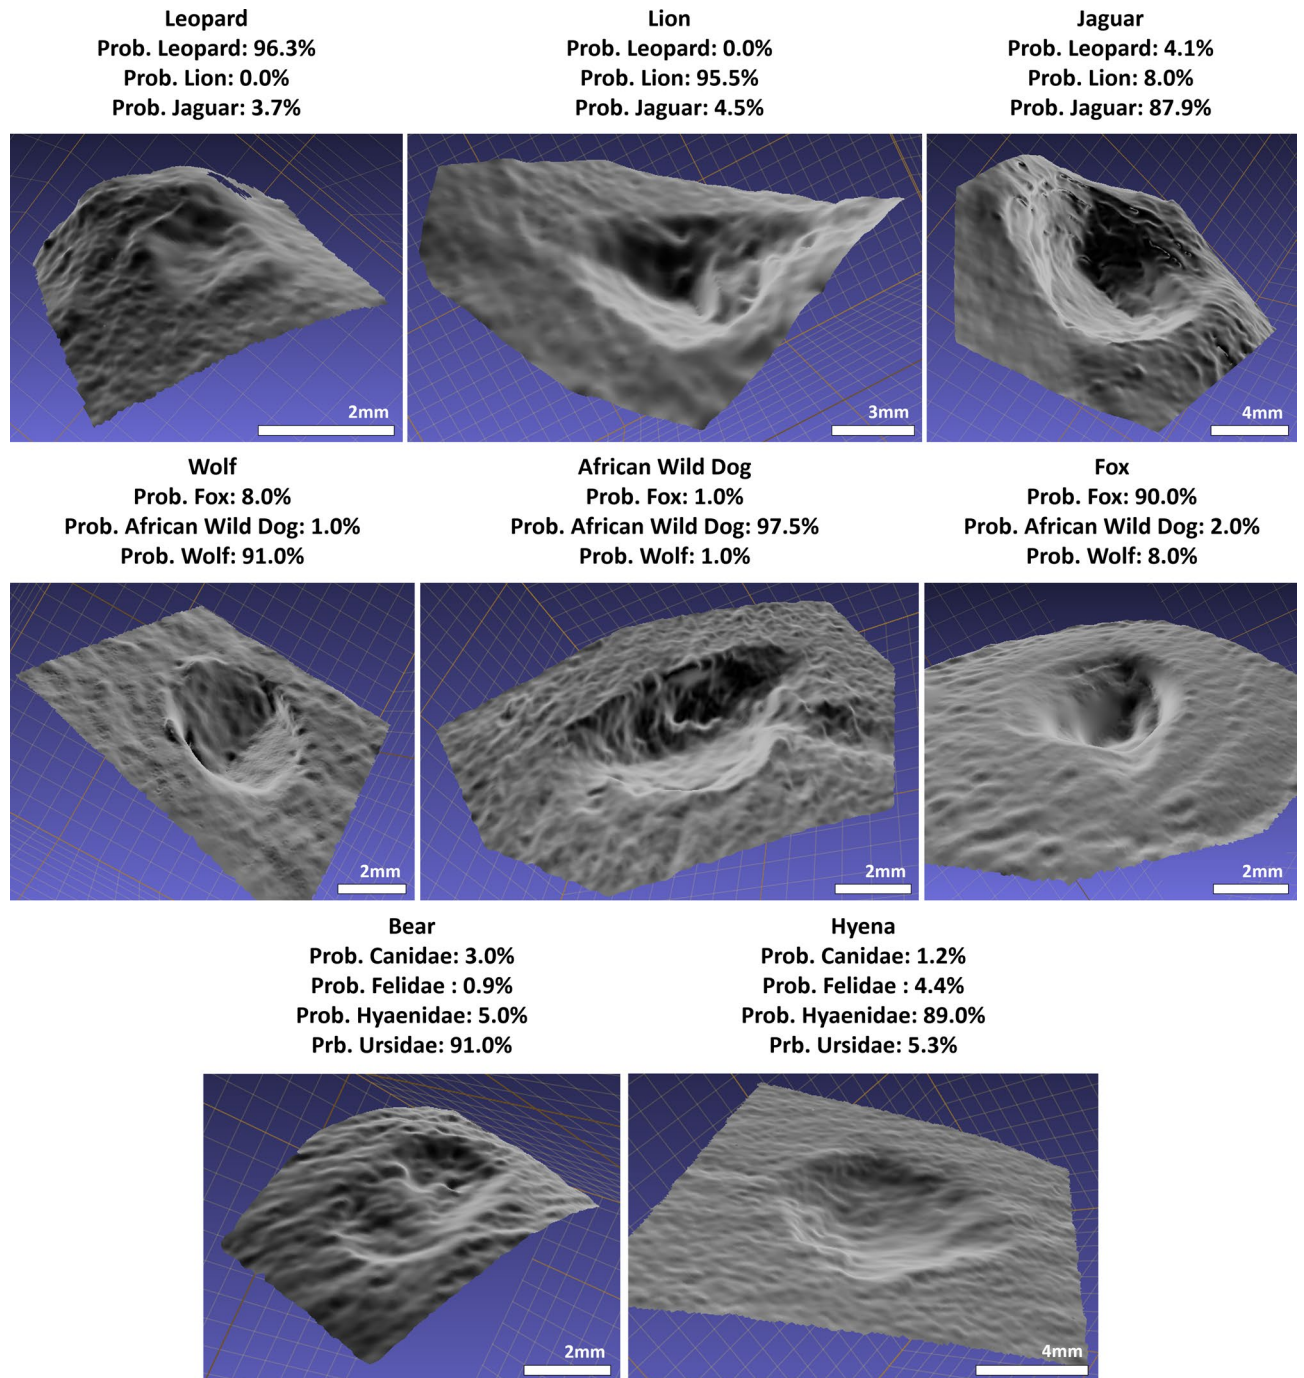 Leopard
Prob. Leopard: 96.3%
Prob. Lion: 0.0%
Prob. Jaguar: 3.7%
Lion
Prob. Leopard: 0.0%
Prob. Lion: 95.5%
Prob. Jaguar: 4.5%
Jaguar
Prob. Leopard: 4.1%
Prob. Lion: 8.0%
Prob. Jaguar: 87.9%
2mm
3mm
4mm
Wolf
Prob. Fox: 8.0%
Prob. African Wild Dog: 1.0%
Prob. Wolf: 91.0%
African Wild Dog
Prob. Fox: 1.0%
Prob. African Wild Dog: 97.5%
Prob. Wolf: 1.0%
Fox
Prob. Fox: 90.0%
Prob. African Wild Dog: 2.0%
Prob. Wolf: 8.0%
2mm
2mm
2mm
Bear
Prob. Canidae: 3.0%
Prob. Felidae : 0.9%
Prob. Hyaenidae: 5.0%
Prb. Ursidae: 91.0%
Hyena
Prob. Canidae: 1.2%
Prob. Felidae : 4.4%
Prob. Hyaenidae: 89.0%
Prb. Ursidae: 5.3%
2mm
4mm